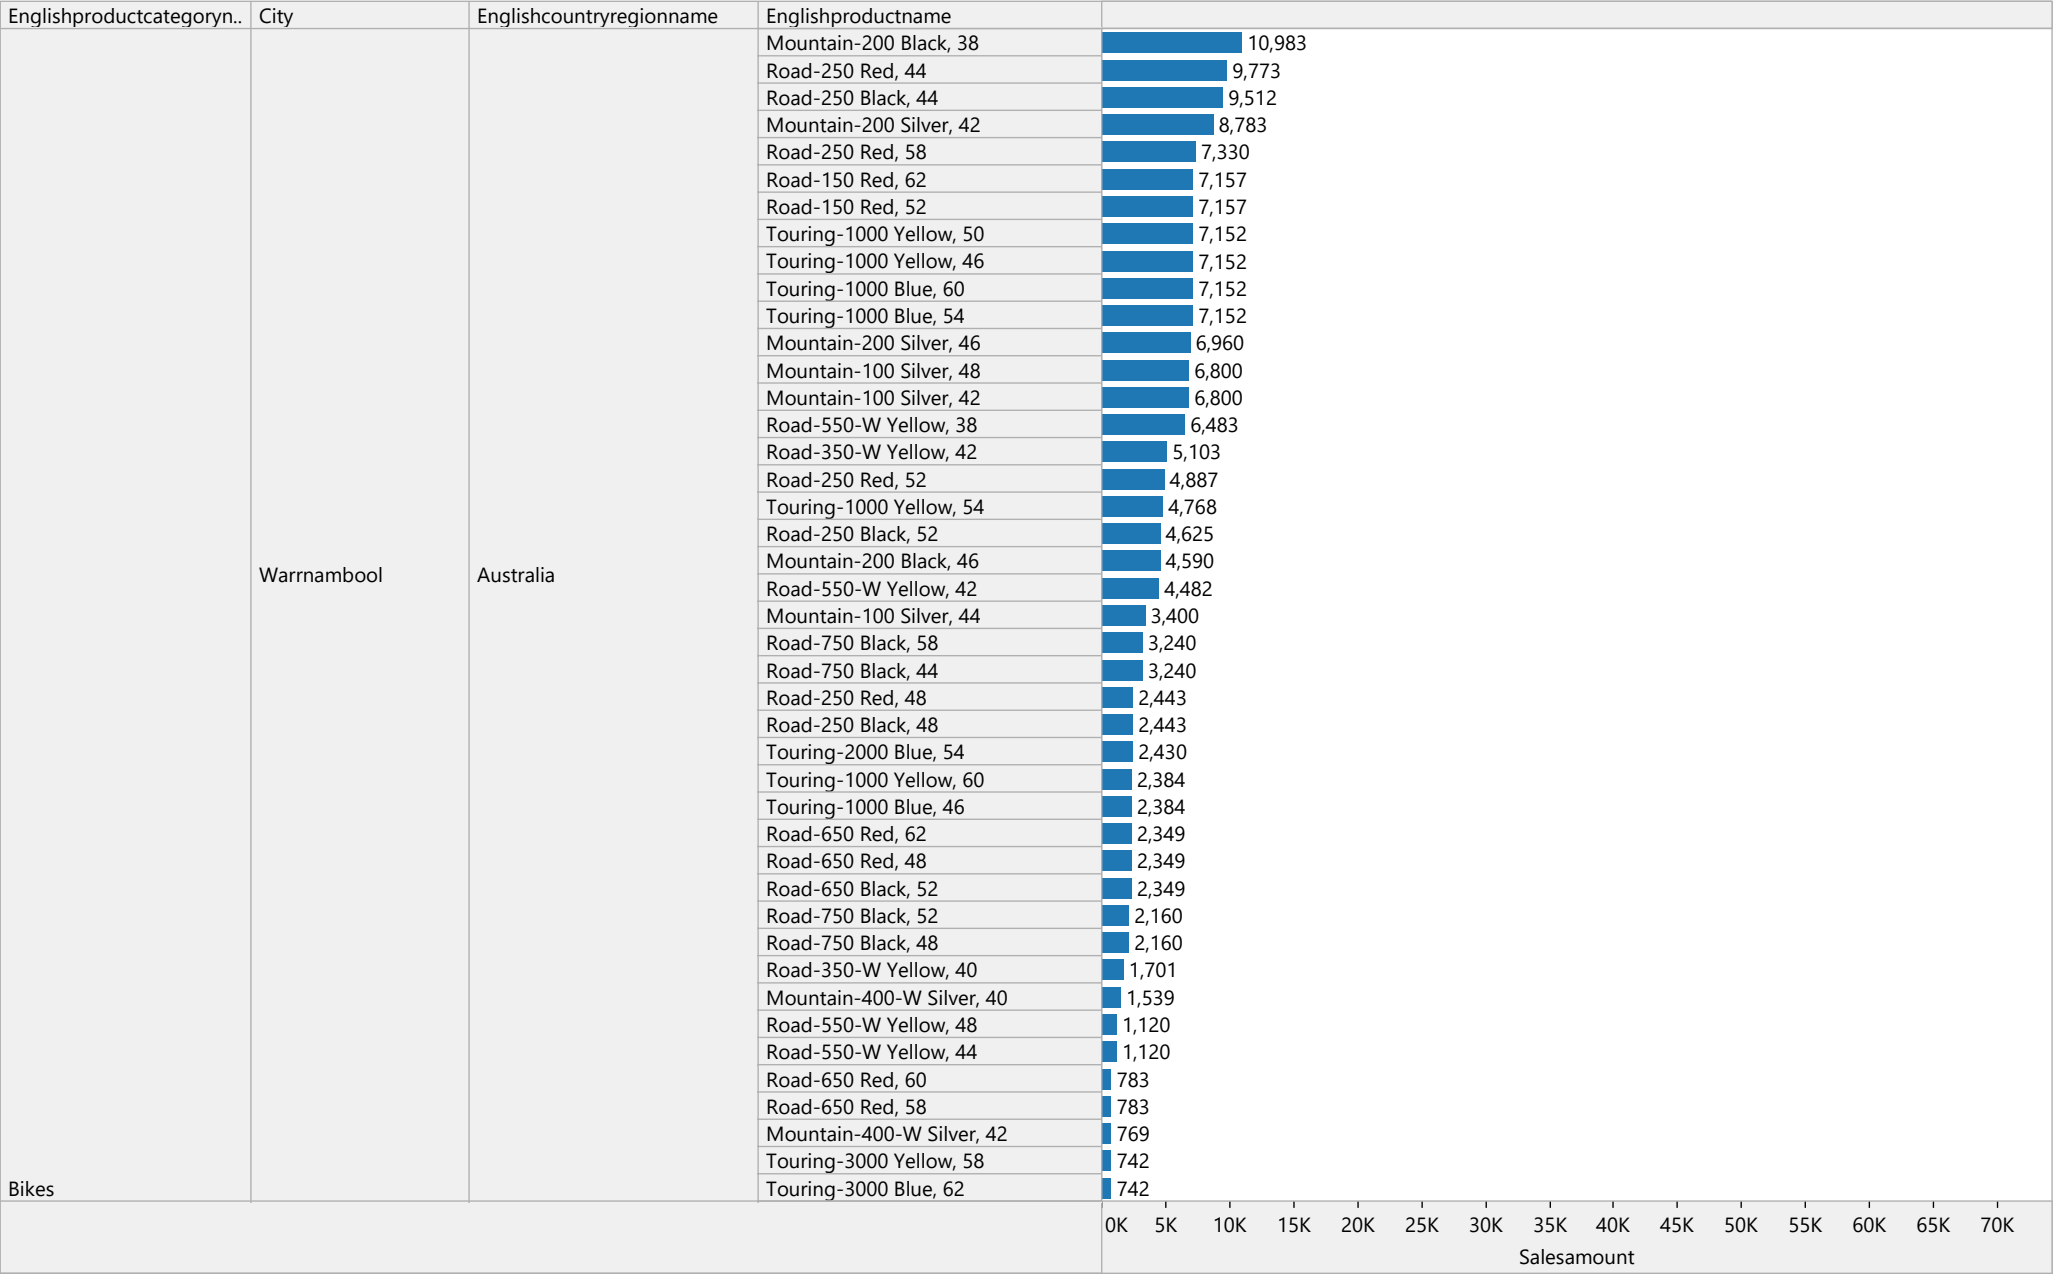 Englishproductcategoryn.. City Englishcountryregionname Englishproductname
Mountain-200 Black, 38 10,983
Road-250 Red, 44 9,773
Road-250 Black, 44 9,512
Mountain-200 Silver, 42 8,783
Road-250 Red, 58 7,330
Road-150 Red, 62 7,157
Road-150 Red, 52 7,157
Touring-1000 Yellow, 50 7,152
Touring-1000 Yellow, 46 7,152
Touring-1000 Blue, 60 7,152
Touring-1000 Blue, 54 7,152
Mountain-200 Silver, 46 6,960
Mountain-100 Silver, 48 6,800
Mountain-100 Silver, 42 6,800
Road-550-W Yellow, 38 6,483
Road-350-W Yellow, 42 5,103
Road-250 Red, 52 4,887
Touring-1000 Yellow, 54 4,768
Road-250 Black, 52 4,625
Mountain-200 Black, 46 4,590
Warrnambool Australia
Road-550-W Yellow, 42 4,482
Mountain-100 Silver, 44 3,400
Road-750 Black, 58 3,240
Road-750 Black, 44 3,240
Road-250 Red, 48 2,443
Road-250 Black, 48 2,443
Touring-2000 Blue, 54 2,430
Touring-1000 Yellow, 60 2,384
Touring-1000 Blue, 46 2,384
Road-650 Red, 62 2,349
Road-650 Red, 48 2,349
Road-650 Black, 52 2,349
Road-750 Black, 52 2,160
Road-750 Black, 48 2,160
Road-350-W Yellow, 40 1,701
Mountain-400-W Silver, 40 1,539
Road-550-W Yellow, 48 1,120
Road-550-W Yellow, 44 1,120
Road-650 Red, 60 783
Road-650 Red, 58 783
Mountain-400-W Silver, 42 769
Touring-3000 Yellow, 58 742
Bikes Touring-3000 Blue, 62 742
0K 5K 10K 15K 20K 25K 30K 35K 40K 45K 50K 55K 60K 65K 70K
Salesamount